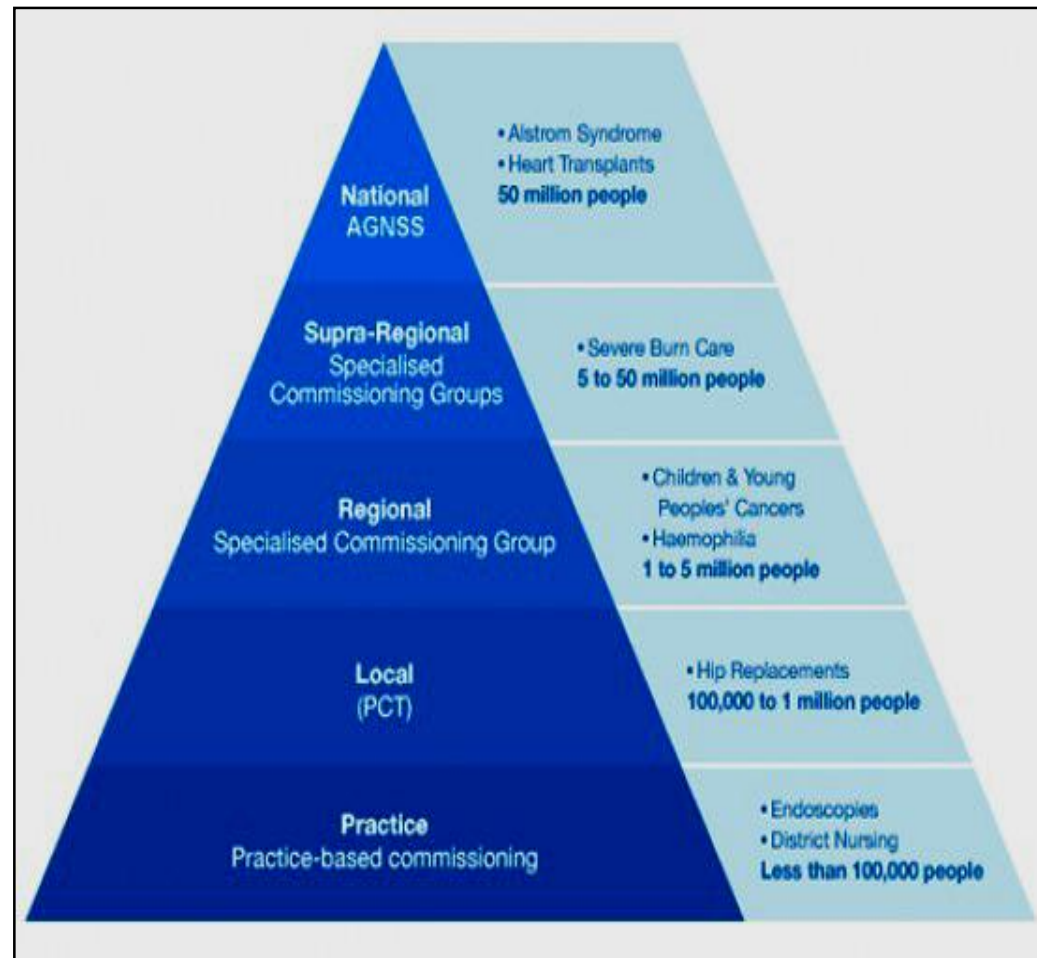 National
AGNSS
• Alstrom Syndrome
• Heart Transplants
50 million people
Supra-Regional
Specialised
Commissioning Groups
• Severe Burn Care
5 to 50 million people
Regional
Specialised Commissioning Group
• Children & Young
Peoples' Cancers
• Haemophilia
1 to 5 million people
Local
(PCT)
• Hip Replacements
100,000 to 1 million people
Practice
Practice-based commissioning
• Endoscopies
• District Nursing
Less than 100,000 people